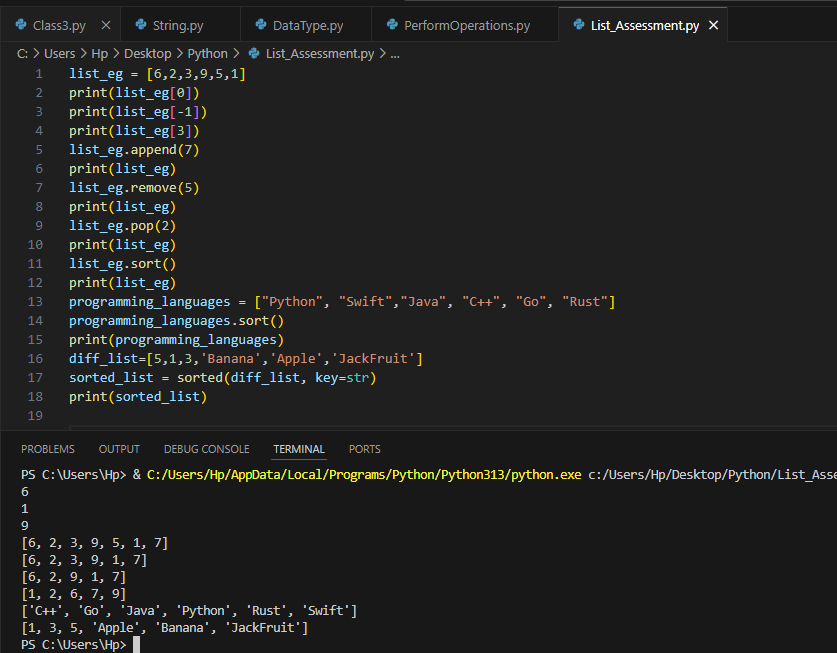 Class3.py
String.py
DataType.py
PerformOperations.py
List_Assessment.py
C: > Users > Hp > Desktop > Python > List_Assessment.py > ...
1 list_eg = [6,2,3,9,5,1]
2 print(list_eg[0])
3 print(list_eg[-1])
4 print(list_eg[3])
5 list_eg.append(7)
6 print(list_eg)
7 list_eg.remove(5)
8 print(list_eg)
9 list_eg.pop(2)
10 print(list_eg)
11 list_eg.sort()
12 print(list_eg)
13 programming_languages = ["Python", "Swift","Java", "C++", "Go", "Rust"]
14 programming_languages.sort()
15 print(programming_languages)
16 diff_list=[5,1,3,'Banana','Apple','JackFruit']
17 sorted_list = sorted(diff_list, key=str)
18 print(sorted_list)
19
PROBLEMS OUTPUT DEBUG CONSOLE TERMINAL PORTS
PS C:\Users\Hp> & C:/Users/Hp/AppData/Local/Programs/Python/Python313/python.exe c:/Users/Hp/Desktop/Python/List_Asse
6
1
9
[6, 2, 3, 9, 5, 1, 7]
[6, 2, 3, 9, 1, 7]
[6, 2, 9, 1, 7]
[1, 2, 6, 7, 9]
['C++', 'Go', 'Java', 'Python', 'Rust', 'Swift']
[1, 3, 5, 'Apple', 'Banana', 'JackFruit']
PS C:\Users\Hp>